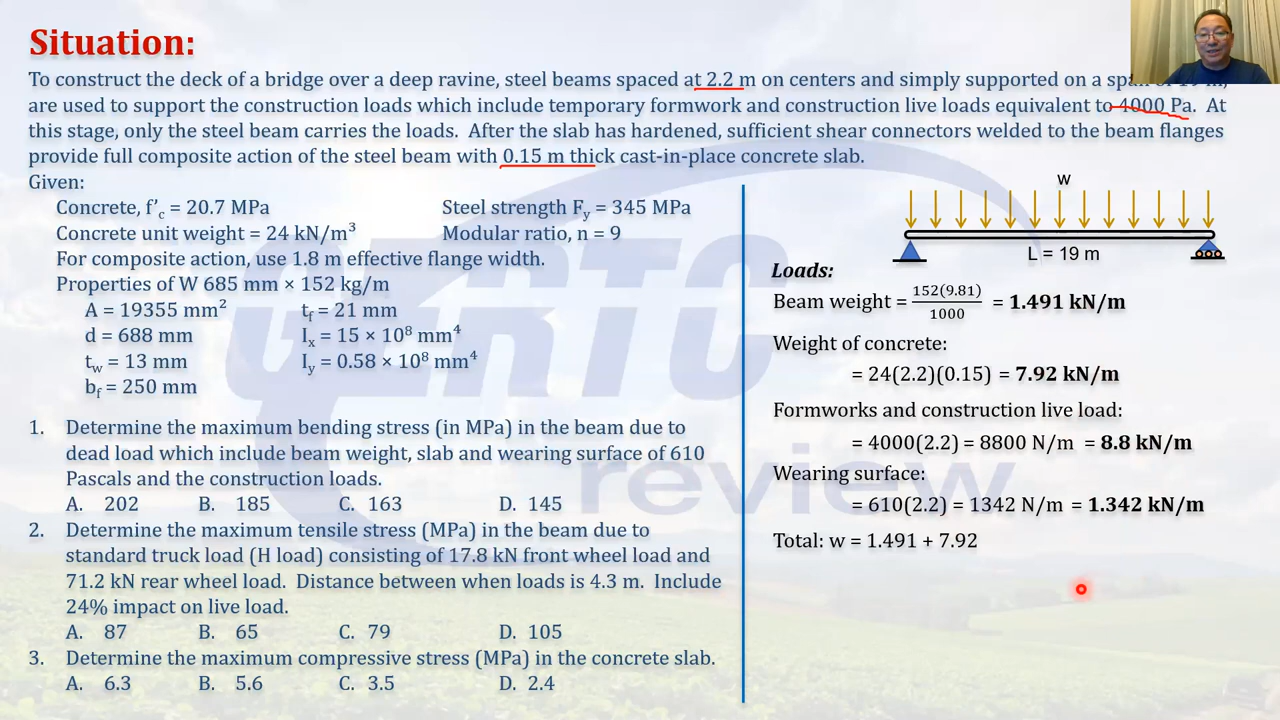 Situation:
To construct the deck of a bridge over a deep ravine, steel beams spaced at 2.2 m on centers and simply supported on a
are used to support the construction loads which include temporary formwork and construction live loads equivalent to 4000 Pa. At
this stage, only the steel beam carries the loads. After the slab has hardened, sufficient shear connectors welded to the beam flanges
provide full composite action of the steel beam with 0.15 m thick cast-in-place concrete slab.
Given:
Concrete, f'c = 20.7 MPa Steel strength Fy = 345 MPa
Concrete unit weight = 24 kN/m³ Modular ratio, n = 9
For composite action, use 1.8 m effective flange width.
Properties of W 685 mm × 152 kg/m
A = 19355 mm² tf = 21 mm
d = 688 mm Ix = 15 × 10⁸ mm⁴
tw = 13 mm Iy = 0.58 × 10⁸ mm⁴
bf = 250 mm
1. Determine the maximum bending stress (in MPa) in the beam due to
dead load which include beam weight, slab and wearing surface of 610
Pascals and the construction loads.
A. 202 B. 185 C. 163 D. 145
2. Determine the maximum tensile stress (MPa) in the beam due to
standard truck load (H load) consisting of 17.8 kN front wheel load and
71.2 kN rear wheel load. Distance between when loads is 4.3 m. Include
24% impact on live load.
A. 87 B. 65 C. 79 D. 105
3. Determine the maximum compressive stress (MPa) in the concrete slab.
A. 6.3 B. 5.6 C. 3.5 D. 2.4
w
L = 19 m
Loads:
Beam weight = 152(9.81)/1000 = 1.491 kN/m
Weight of concrete:
= 24(2.2)(0.15) = 7.92 kN/m
Formworks and construction live load:
= 4000(2.2) = 8800 N/m = 8.8 kN/m
Wearing surface:
= 610(2.2) = 1342 N/m = 1.342 kN/m
Total: w = 1.491 + 7.92
GERTC
review